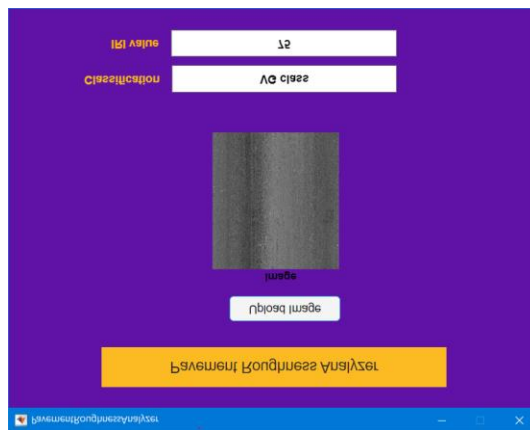 PavementRoughnessAnalyzer
Pavement Roughness Analyzer
Upload Image
Image
Classification VG class
IRI value 75